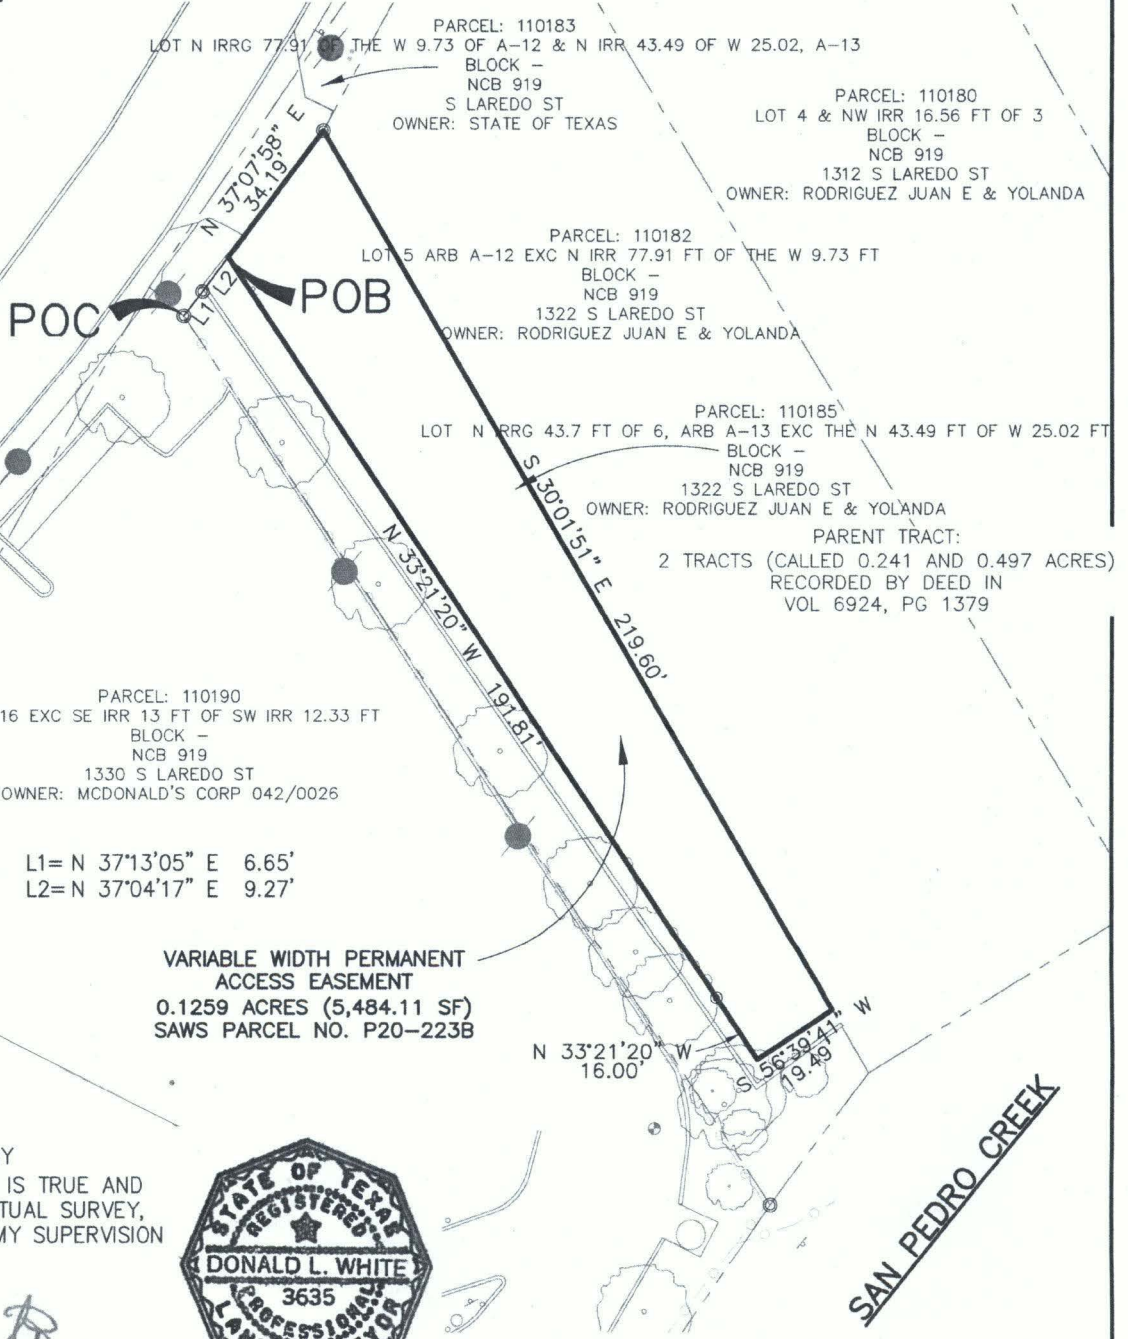 PARCEL: 110183
LOT N IRRG 77.91 OF THE W 9.73 OF A-12 & N IRR 43.49 OF W 25.02, A-13
BLOCK -
NCB 919
S LAREDO ST
OWNER: STATE OF TEXAS
PARCEL: 110180
LOT 4 & NW IRR 16.56 FT OF 3
BLOCK -
NCB 919
1312 S LAREDO ST
OWNER: RODRIGUEZ JUAN E & YOLANDA
N 37°07'58" E
34.19'
PARCEL: 110182
LOT 5 ARB A-12 EXC N IRR 77.91 FT OF THE W 9.73 FT
BLOCK -
NCB 919
1322 S LAREDO ST
OWNER: RODRIGUEZ JUAN E & YOLANDA
POC
L1
L2
POB
PARCEL: 110185
LOT N IRRG 43.7 FT OF 6, ARB A-13 EXC THE N 43.49 FT OF W 25.02 FT
BLOCK -
NCB 919
1322 S LAREDO ST
OWNER: RODRIGUEZ JUAN E & YOLANDA
PARENT TRACT:
2 TRACTS (CALLED 0.241 AND 0.497 ACRES)
RECORDED BY DEED IN
VOL 6924, PG 1379
S 30°01'51" E 219.60'
N 33°21'20" W 191.81'
PARCEL: 110190
16 EXC SE IRR 13 FT OF SW IRR 12.33 FT
BLOCK -
NCB 919
1330 S LAREDO ST
OWNER: MCDONALD'S CORP 042/0026
L1= N 37°13'05" E 6.65'
L2= N 37°04'17" E 9.27'
VARIABLE WIDTH PERMANENT
ACCESS EASEMENT
0.1259 ACRES (5,484.11 SF)
SAWS PARCEL NO. P20-223B
N 33°21'20" W
16.00'
S 56°39'41" W
19.49'
SAN PEDRO CREEK
Y
IS TRUE AND
TUAL SURVEY,
MY SUPERVISION
STATE OF TEXAS
REGISTERED
DONALD L. WHITE
3635
PROFESSIONAL